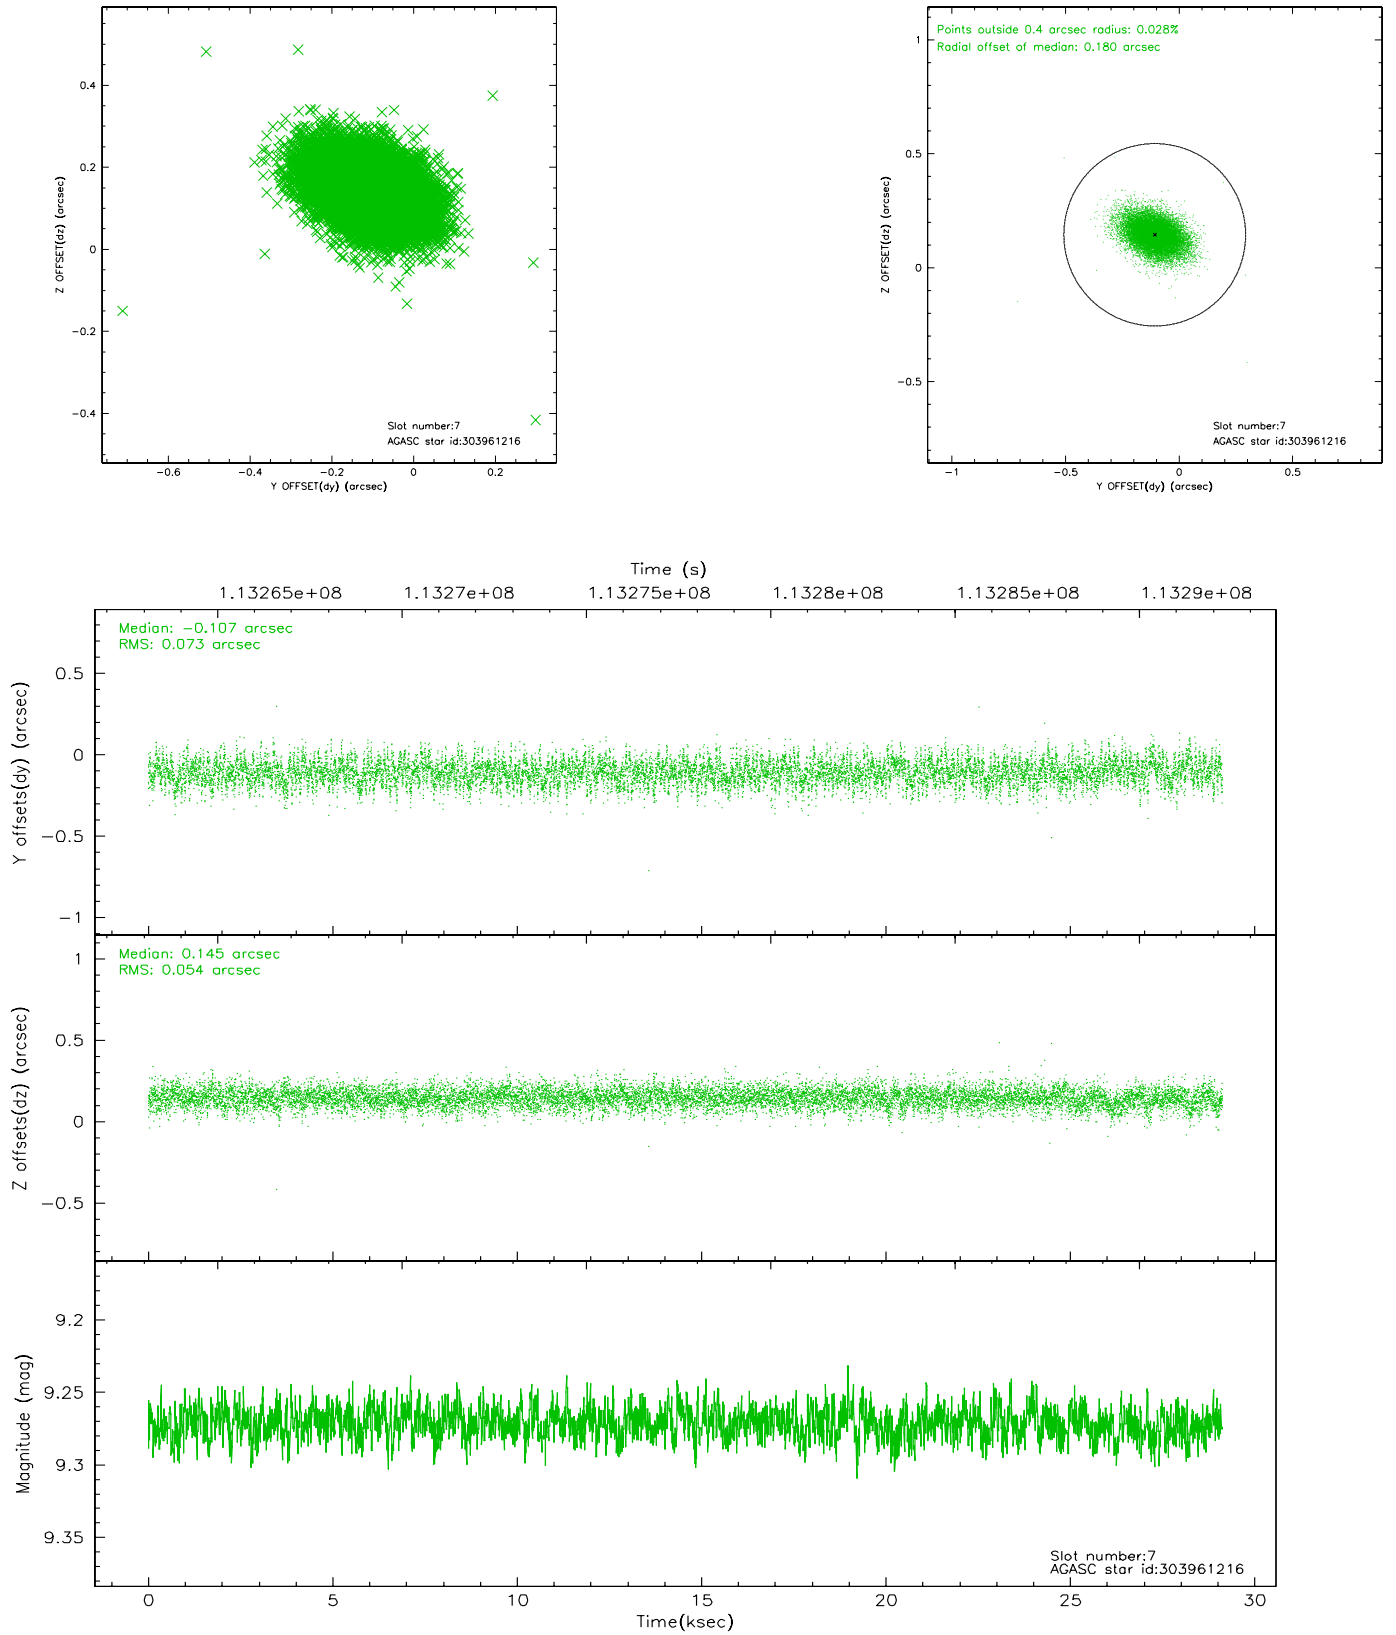 0.4
0.2
0
−0.2
−0.4
Z OFFSET(dz) (arcsec)
Slot number:7
AGASC star id:303961216
−0.6 −0.4 −0.2 0 0.2
Y OFFSET(dy) (arcsec)
Points outside 0.4 arcsec radius: 0.028%
Radial offset of median: 0.180 arcsec
1
0.5
0
−0.5
Z OFFSET(dz) (arcsec)
Slot number:7
AGASC star id:303961216
−1 −0.5 0 0.5
Y OFFSET(dy) (arcsec)
Time (s)
1.13265e+08 1.1327e+08 1.13275e+08 1.1328e+08 1.13285e+08 1.1329e+08
Median: −0.107 arcsec
RMS: 0.073 arcsec
0.5
0
−0.5
−1
Y offsets(dy) (arcsec)
Median: 0.145 arcsec
RMS: 0.054 arcsec
1
0.5
0
−0.5
Z offsets(dz) (arcsec)
9.2
9.25
9.3
9.35
Magnitude (mag)
Slot number:7
AGASC star id:303961216
0 5 10 15 20 25 30
Time(ksec)